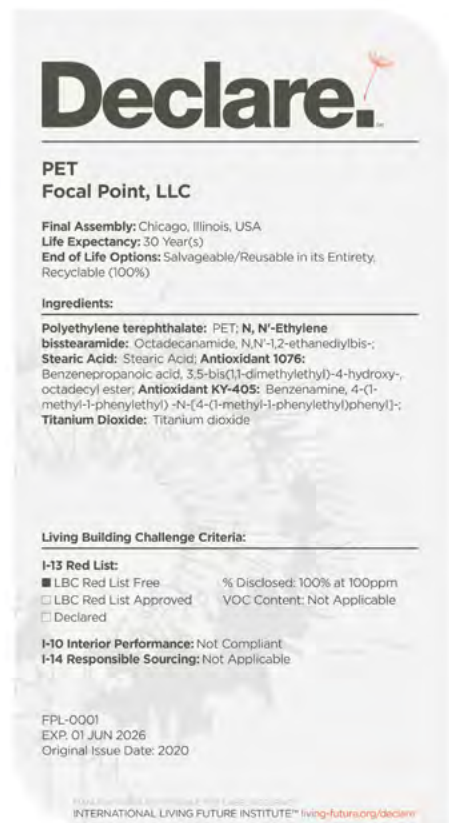 Declare.
PET
Focal Point, LLC
Final Assembly: Chicago, Illinois, USA
Life Expectancy: 30 Year(s)
End of Life Options: Salvageable/Reusable in its Entirety,
Recyclable (100%)
Ingredients:
Polyethylene terephthalate: PET; N, N'-Ethylene
bisstearamide: Octadecanamide, N,N'-1,2-ethanediylbis-;
Stearic Acid: Stearic Acid; Antioxidant 1076:
Benzenepropanoic acid, 3,5-bis(1,1-dimethylethyl)-4-hydroxy-,
octadecyl ester; Antioxidant KY-405: Benzenamine, 4-(1-
methyl-1-phenylethyl) -N-[4-(1-methyl-1-phenylethyl)phenyl]-;
Titanium Dioxide: Titanium dioxide
Living Building Challenge Criteria:
I-13 Red List:
■ LBC Red List Free % Disclosed: 100% at 100ppm
□ LBC Red List Approved VOC Content: Not Applicable
□ Declared
I-10 Interior Performance: Not Compliant
I-14 Responsible Sourcing: Not Applicable
FPL-0001
EXP. 01 JUN 2026
Original Issue Date: 2020
INTERNATIONAL LIVING FUTURE INSTITUTE™ living-future.org/declare